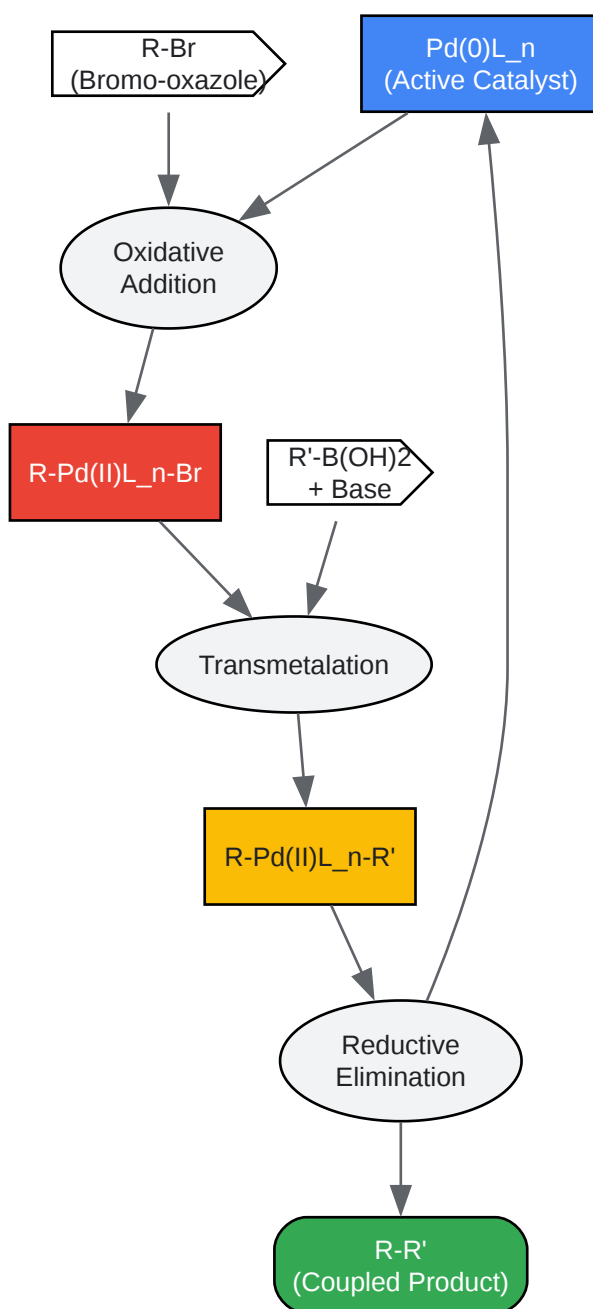 R-Br
(Bromo-oxazole)
Pd(0)L_n
(Active Catalyst)
Oxidative
Addition
R-Pd(II)L_n-Br
R'-B(OH)2
+ Base
Transmetalation
R-Pd(II)L_n-R'
Reductive
Elimination
R-R'
(Coupled Product)